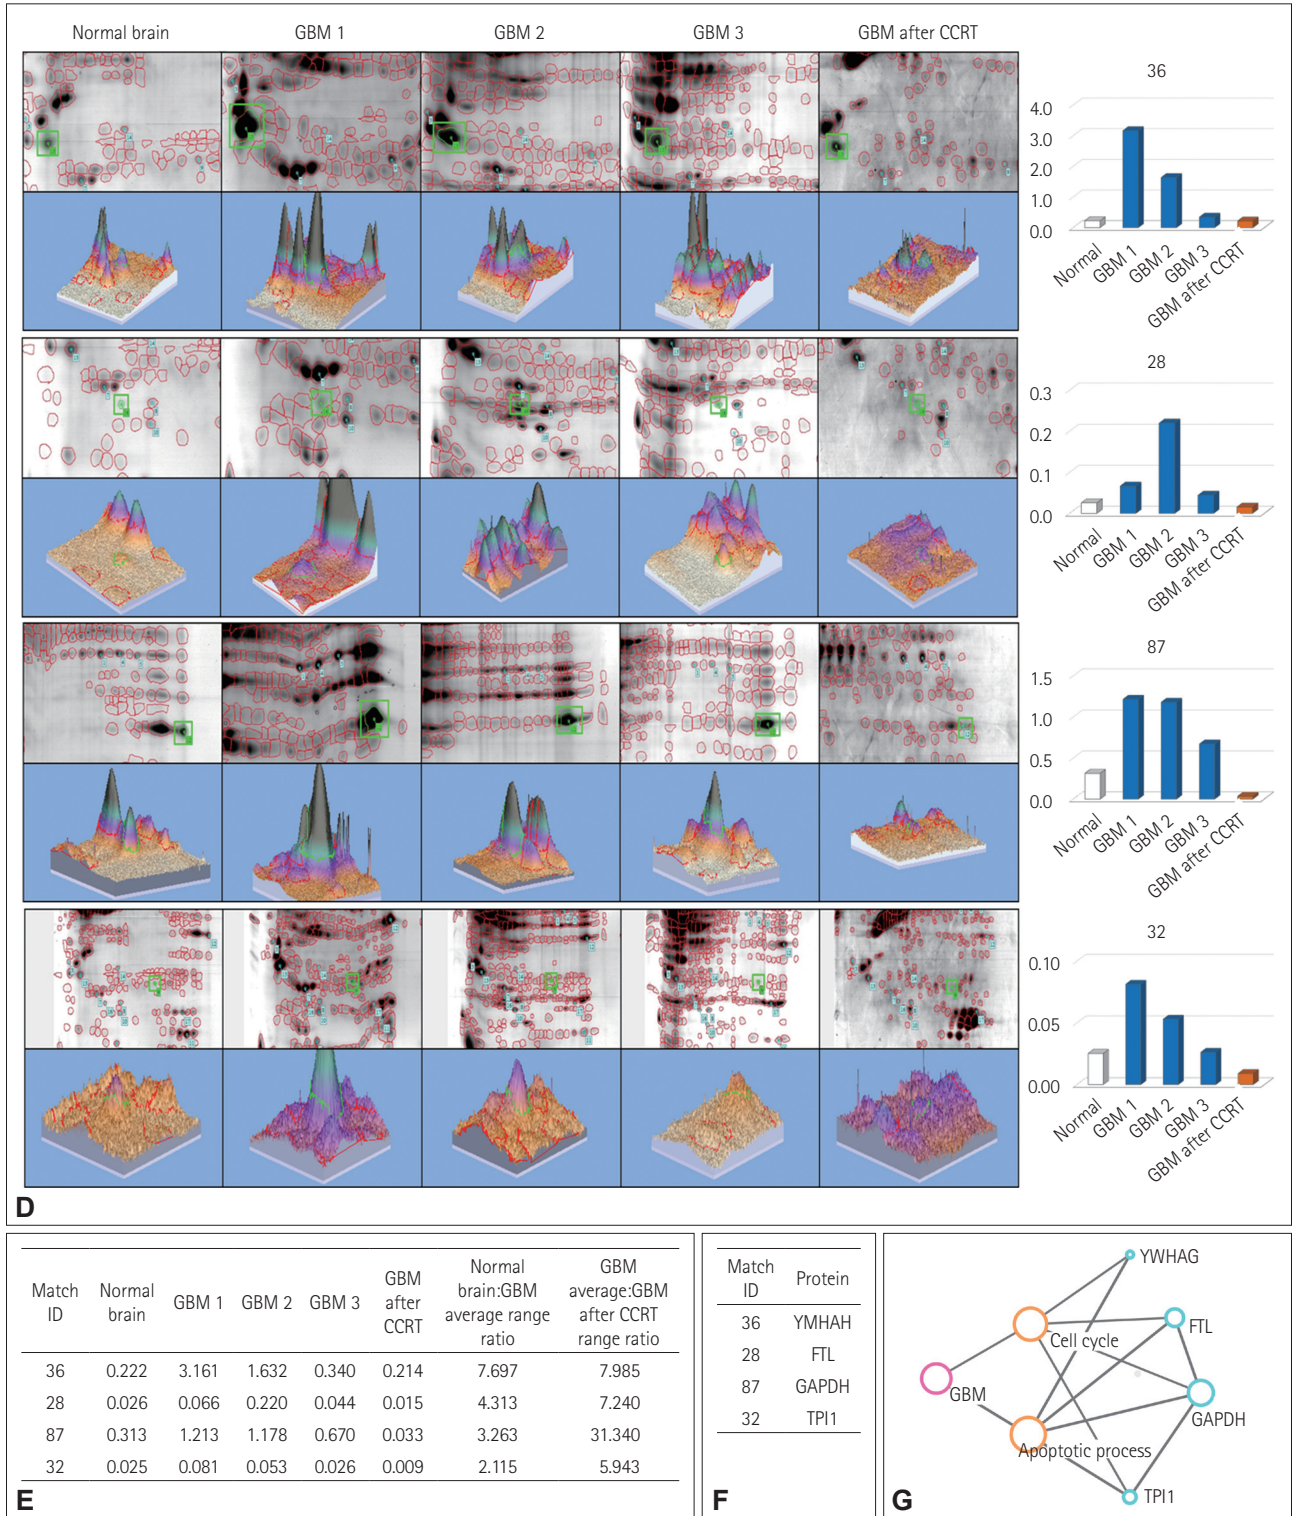 Normal brain GBM 1 GBM 2 GBM 3 GBM after CCRT
36
4.0
3.0
2.0
1.0
0.0
Normal
GBM 1
GBM 2
GBM 3
GBM after CCRT
28
0.3
0.2
0.1
0.0
Normal
GBM 1
GBM 2
GBM 3
GBM after CCRT
87
1.5
1.0
0.5
0.0
Normal
GBM 1
GBM 2
GBM 3
GBM after CCRT
32
0.10
0.05
0.00
Normal
GBM 1
GBM 2
GBM 3
GBM after CCRT
D
Match ID Normal brain GBM 1 GBM 2 GBM 3 GBM after CCRT Normal brain:GBM average range ratio GBM average:GBM after CCRT range ratio
36 0.222 3.161 1.632 0.340 0.214 7.697 7.985
28 0.026 0.066 0.220 0.044 0.015 4.313 7.240
87 0.313 1.213 1.178 0.670 0.033 3.263 31.340
32 0.025 0.081 0.053 0.026 0.009 2.115 5.943
E
Match ID Protein
36 YMHAH
28 FTL
87 GAPDH
32 TPI1
F
YWHAG
FTL
Cell cycle
GBM
GAPDH
Apoptotic process
TPI1
G